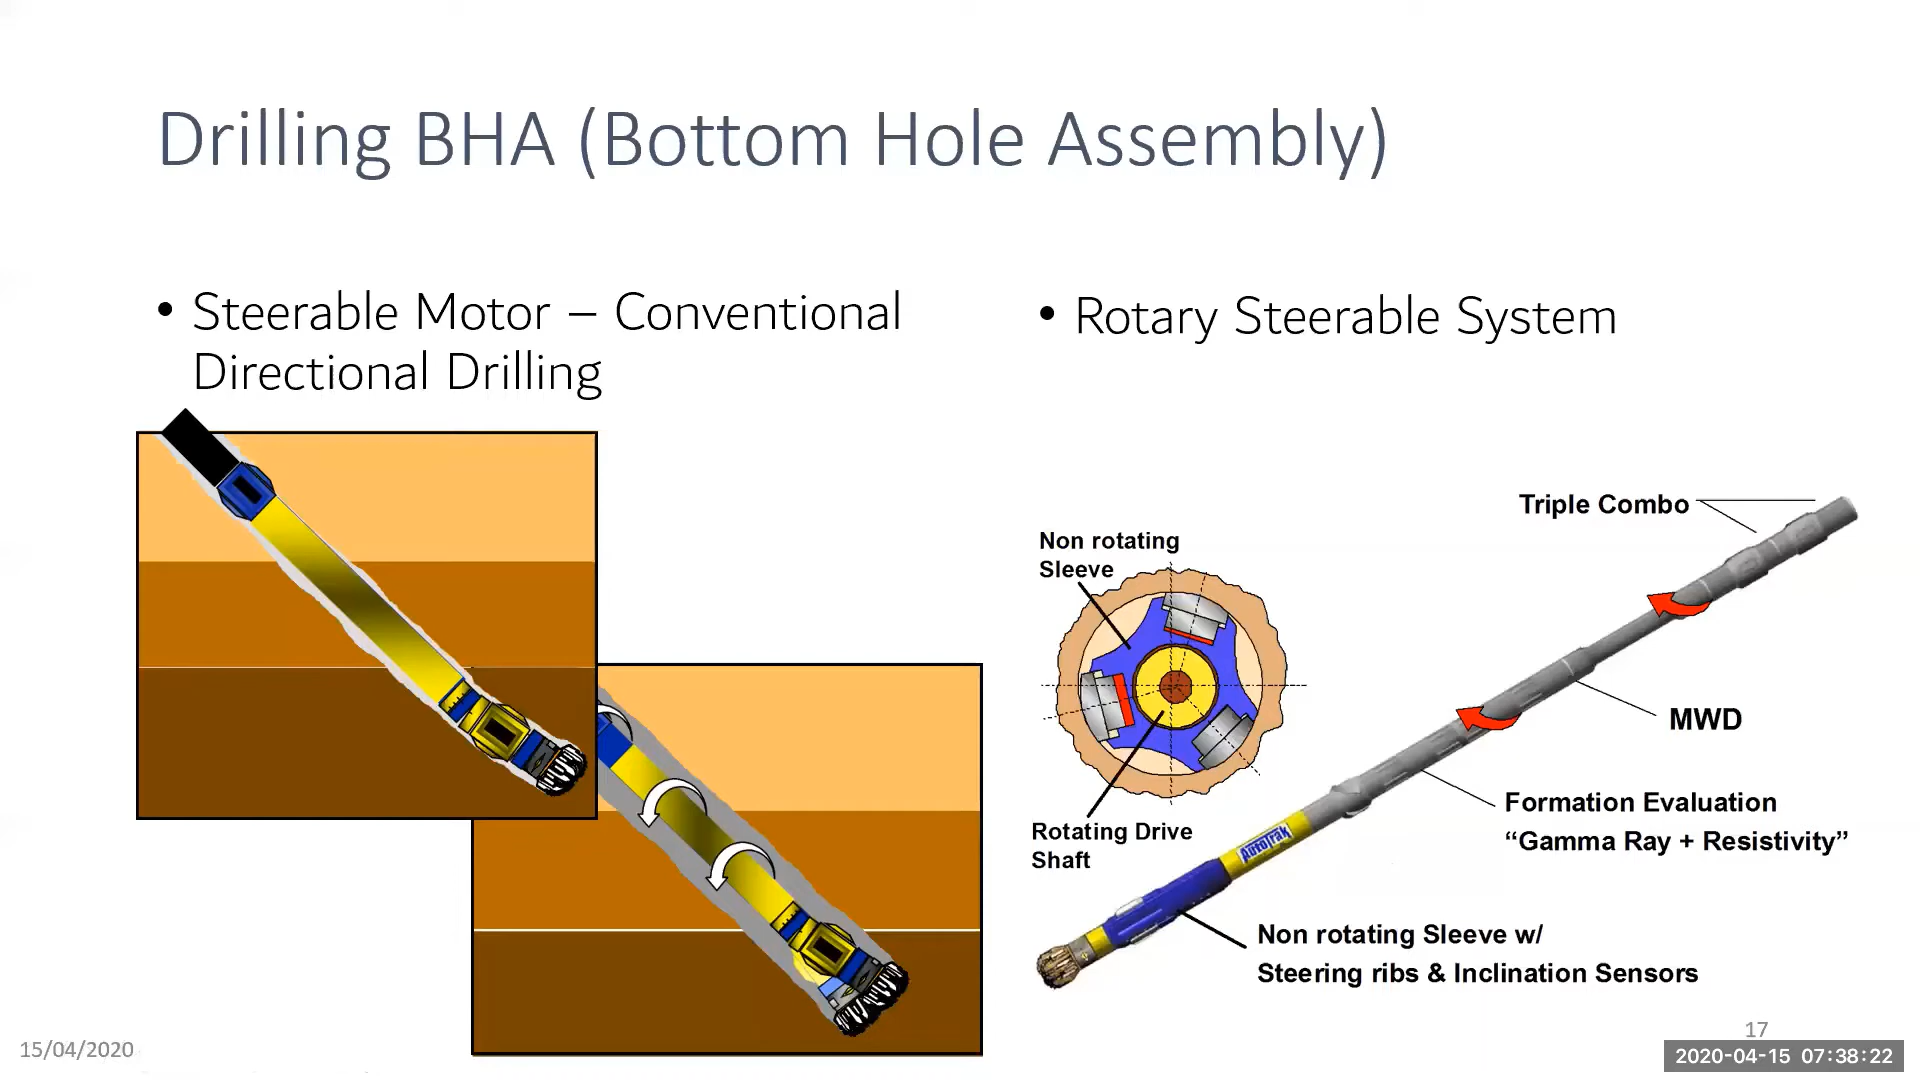 Drilling BHA (Bottom Hole Assembly)
• Steerable Motor – Conventional
Directional Drilling
• Rotary Steerable System
Triple Combo
Non rotating
Sleeve
MWD
Formation Evaluation
“Gamma Ray + Resistivity”
Rotating Drive
Shaft
AutoTrak
Non rotating Sleeve w/
Steering ribs & Inclination Sensors
15/04/2020
17
2020-04-15 07:38:22